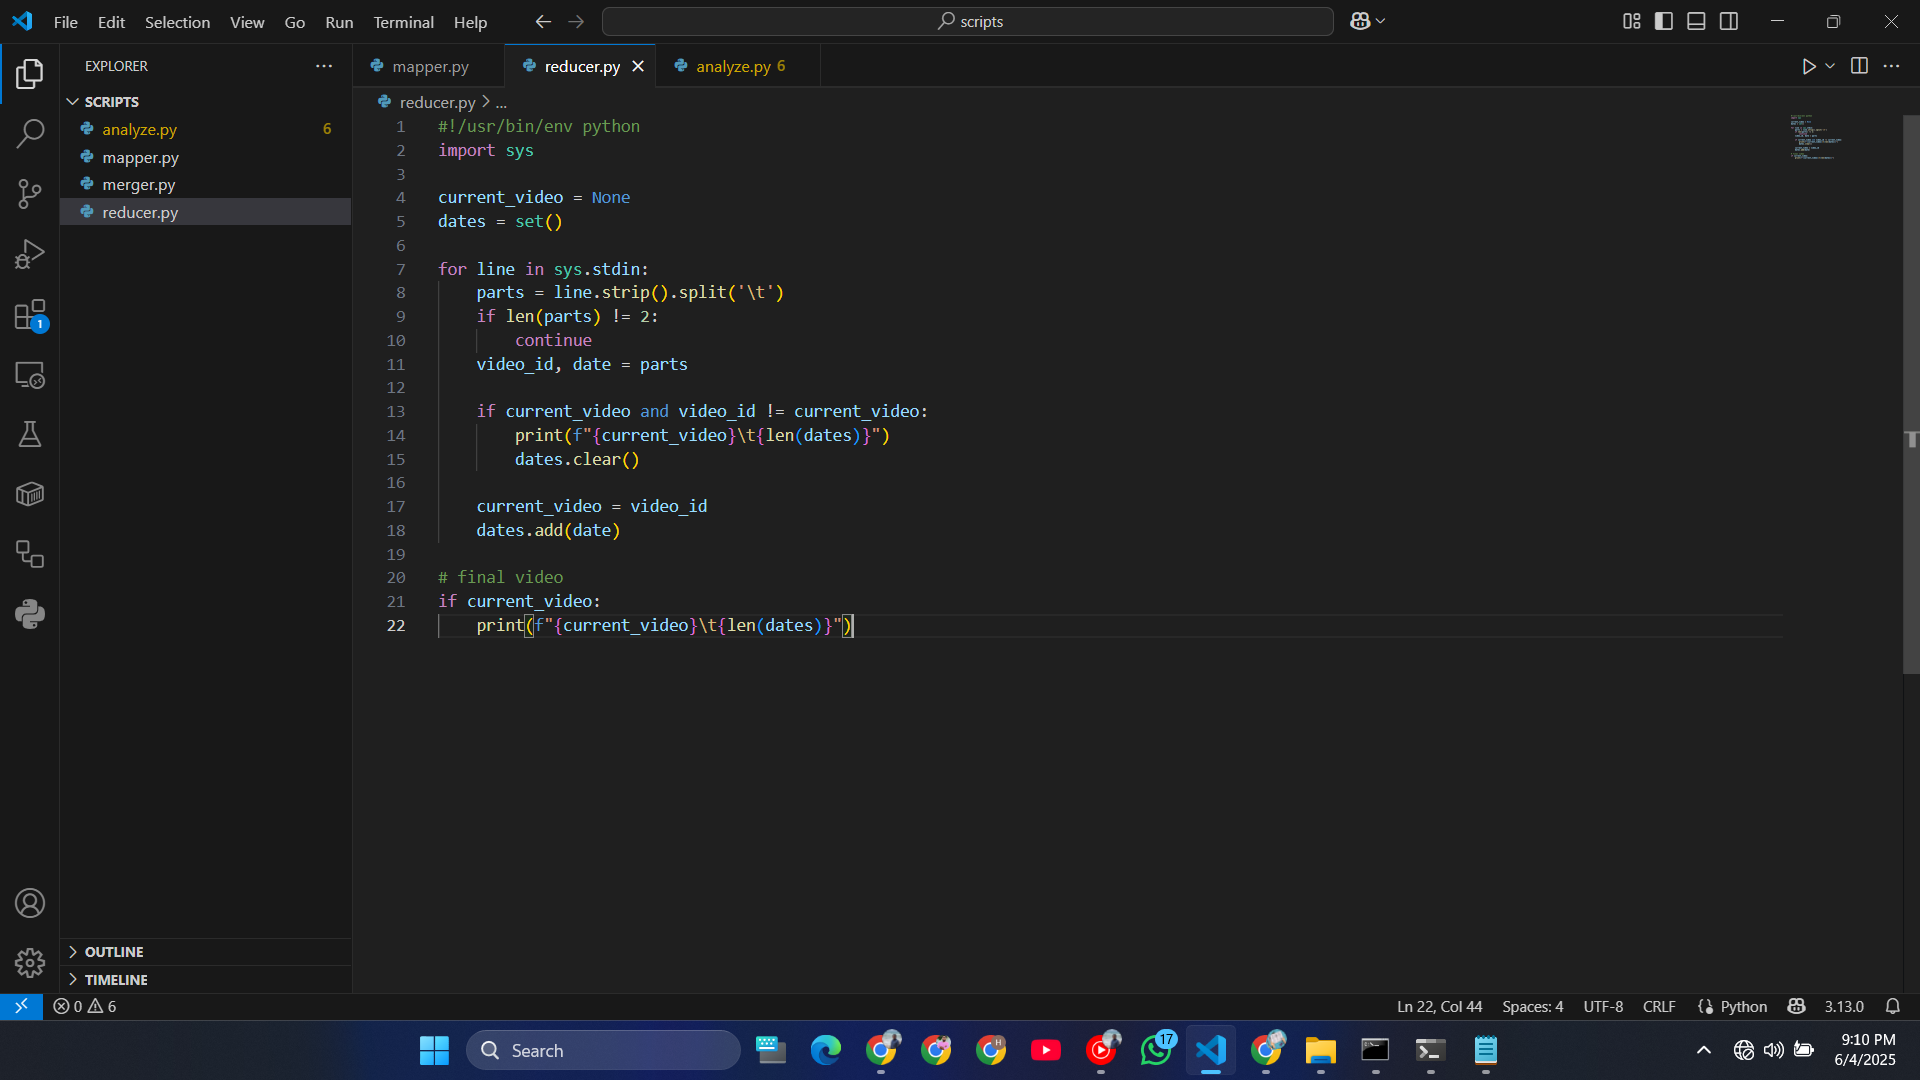 File Edit Selection View Go Run Terminal Help
scripts
EXPLORER
SCRIPTS
analyze.py 6
mapper.py
merger.py
reducer.py
OUTLINE
TIMELINE
1
mapper.py
reducer.py
analyze.py 6
reducer.py > ...
1 #!/usr/bin/env python
2 import sys
3
4 current_video = None
5 dates = set()
6
7 for line in sys.stdin:
8     parts = line.strip().split('\t')
9     if len(parts) != 2:
10         continue
11     video_id, date = parts
12
13     if current_video and video_id != current_video:
14         print(f"{current_video}\t{len(dates)}")
15         dates.clear()
16
17     current_video = video_id
18     dates.add(date)
19
20 # final video
21 if current_video:
22     print(f"{current_video}\t{len(dates)}")
0 6
Ln 22, Col 44 Spaces: 4 UTF-8 CRLF Python 3.13.0
Search
H
17
9:10 PM
6/4/2025